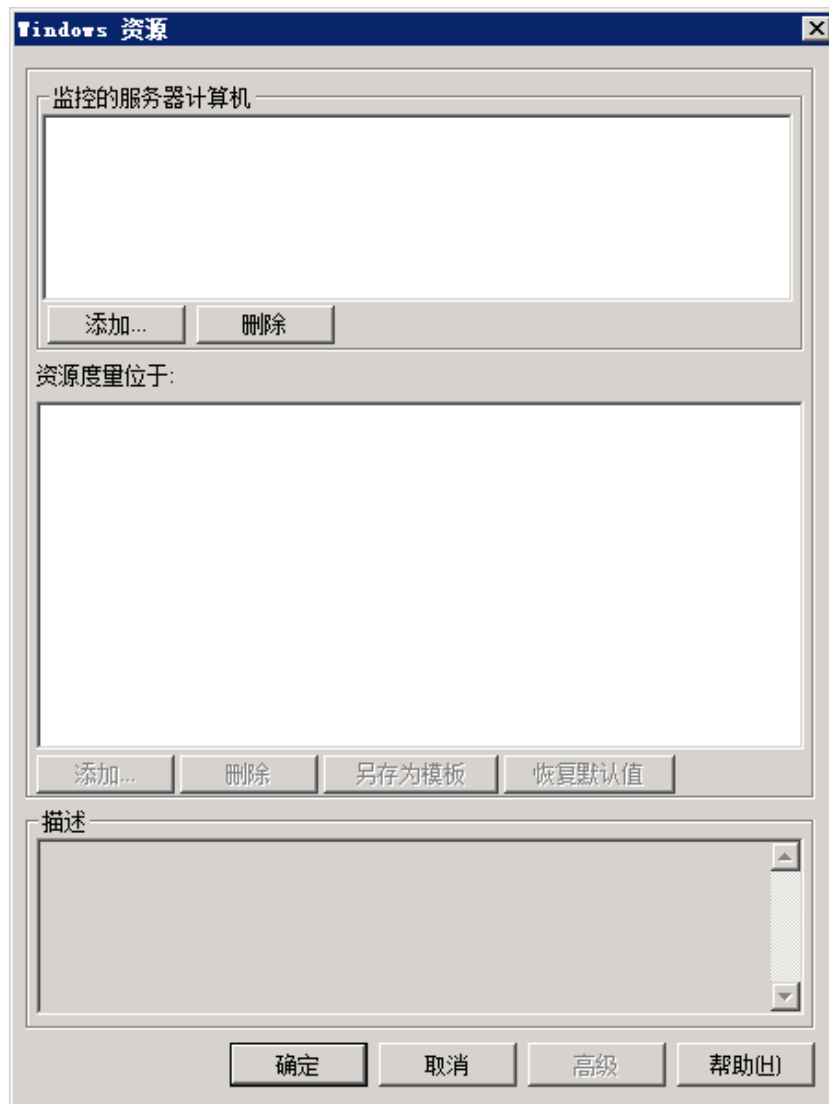 Windows 资源
监控的服务器计算机
添加... 删除
资源度量位于:
添加... 删除 另存为模板 恢复默认值
描述
确定 取消 高级 帮助(H)